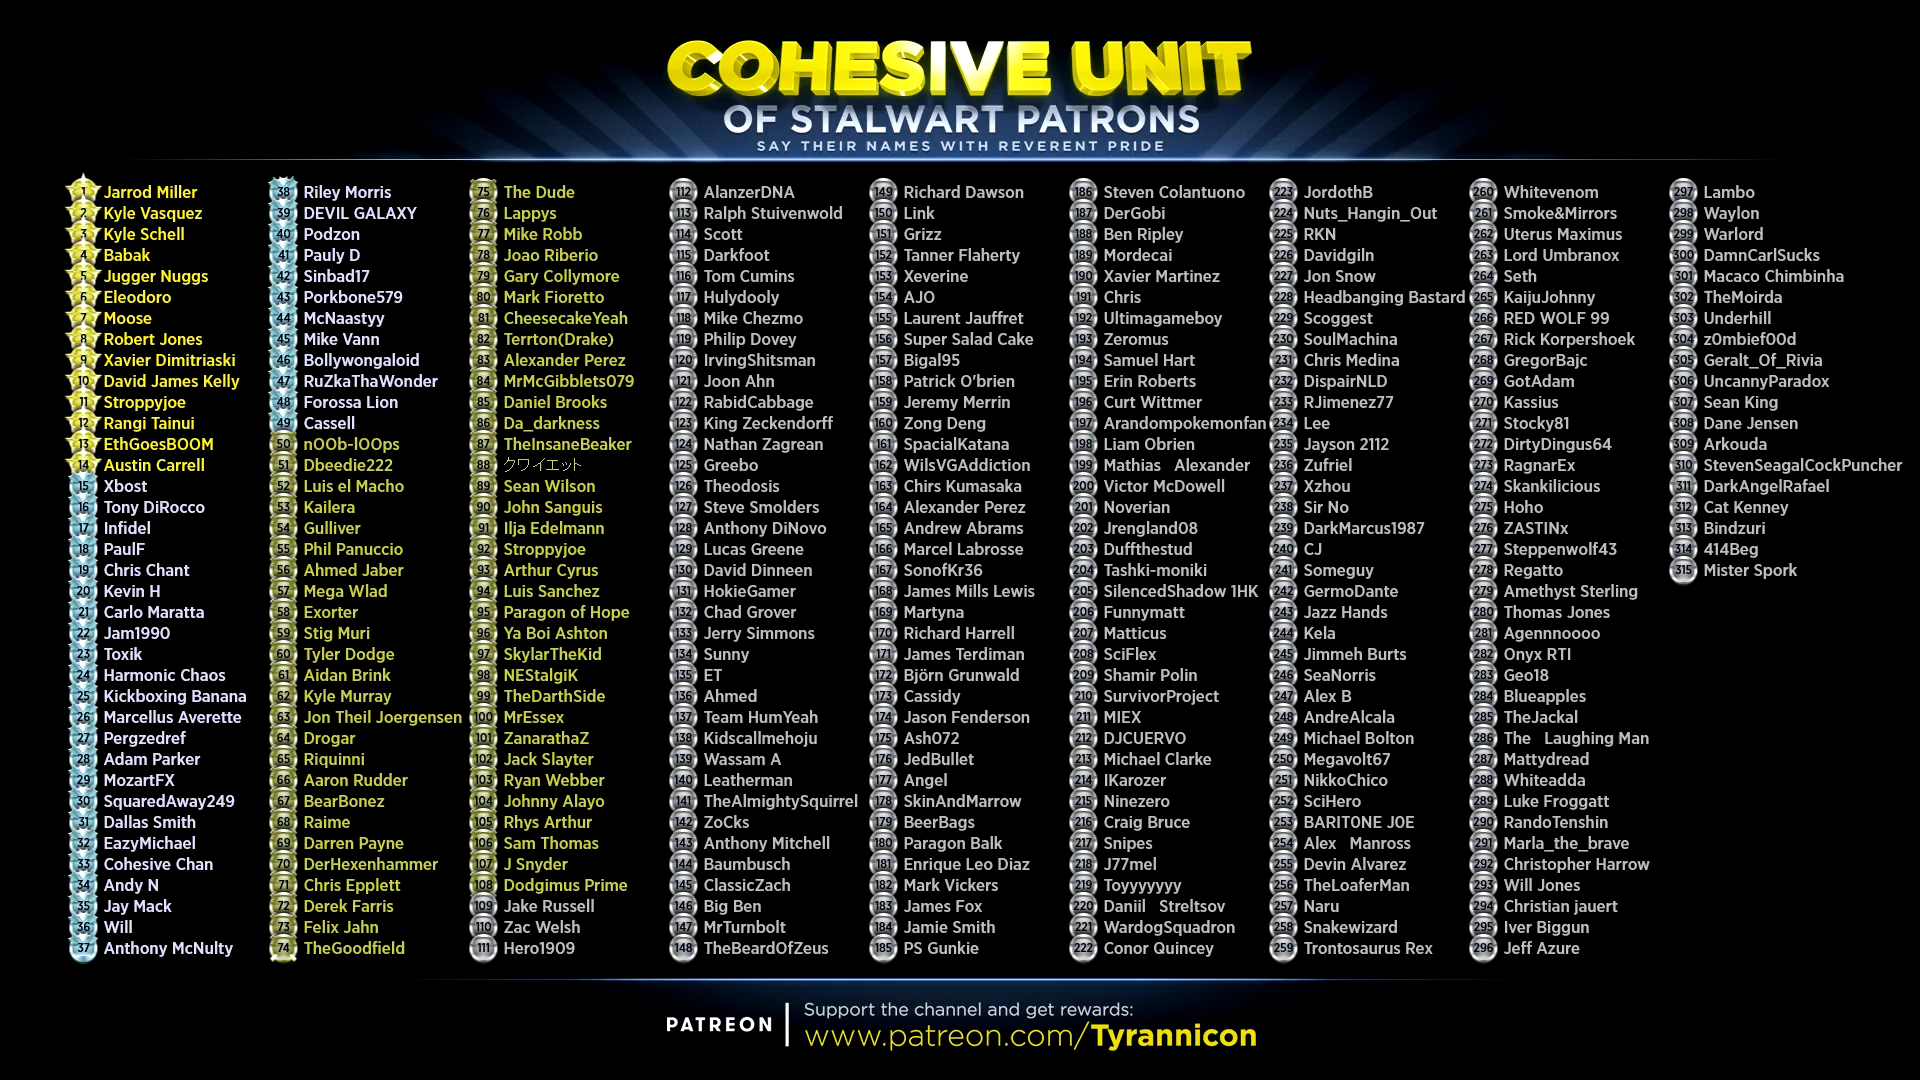 COHESIVE UNIT
OF STALWART PATRONS
SAY THEIR NAMES WITH REVERENT PRIDE
1 Jarrod Miller
2 Kyle Vasquez
3 Kyle Schell
4 Babak
5 Jugger Nuggs
6 Eleodoro
7 Moose
8 Robert Jones
9 Xavier Dimitriaski
10 David James Kelly
11 Stroppyjoe
12 Rangi Tainui
13 EthGoesBOOM
14 Austin Carrell
15 Xbost
16 Tony DiRocco
17 Infidel
18 PaulF
19 Chris Chant
20 Kevin H
21 Carlo Maratta
22 Jam1990
23 Toxik
24 Harmonic Chaos
25 Kickboxing Banana
26 Marcellus Averette
27 Pergzedref
28 Adam Parker
29 MozartFX
30 SquaredAway249
31 Dallas Smith
32 EazyMichael
33 Cohesive Chan
34 Andy N
35 Jay Mack
36 Will
37 Anthony McNulty
38 Riley Morris
39 DEVIL GALAXY
40 Podzon
41 Pauly D
42 Sinbad17
43 Porkbone579
44 McNaastyy
45 Mike Vann
46 Bollywongaloid
47 RuZkaThaWonder
48 Forossa Lion
49 Cassell
50 nOOb-lOOps
51 Dbeedie222
52 Luis el Macho
53 Kailera
54 Gulliver
55 Phil Panuccio
56 Ahmed Jaber
57 Mega Wlad
58 Exorter
59 Stig Muri
60 Tyler Dodge
61 Aidan Brink
62 Kyle Murray
63 Jon Theil Joergensen
64 Drogar
65 Riquinni
66 Aaron Rudder
67 BearBonez
68 Raime
69 Darren Payne
70 DerHexenhammer
71 Chris Epplett
72 Derek Farris
73 Felix Jahn
74 TheGoodfield
75 The Dude
76 Lappys
77 Mike Robb
78 Joao Riberio
79 Gary Collymore
80 Mark Fioretto
81 CheesecakeYeah
82 Terrton(Drake)
83 Alexander Perez
84 MrMcGibblets079
85 Daniel Brooks
86 Da_darkness
87 TheInsaneBeaker
88 クワイエット
89 Sean Wilson
90 John Sanguis
91 Ilja Edelmann
92 Stroppyjoe
93 Arthur Cyrus
94 Luis Sanchez
95 Paragon of Hope
96 Ya Boi Ashton
97 SkylarTheKid
98 NEStalgiK
99 TheDarthSide
100 MrEssex
101 ZanarathaZ
102 Jack Slayter
103 Ryan Webber
104 Johnny Alayo
105 Rhys Arthur
106 Sam Thomas
107 J Snyder
108 Dodgimus Prime
109 Jake Russell
110 Zac Welsh
111 Hero1909
112 AlanzerDNA
113 Ralph Stuivenwold
114 Scott
115 Darkfoot
116 Tom Cumins
117 Hulydooly
118 Mike Chezmo
119 Philip Dovey
120 IrvingShitsman
121 Joon Ahn
122 RabidCabbage
123 King Zeckendorff
124 Nathan Zagrean
125 Greebo
126 Theodosis
127 Steve Smolders
128 Anthony DiNovo
129 Lucas Greene
130 David Dinneen
131 HokieGamer
132 Chad Grover
133 Jerry Simmons
134 Sunny
135 ET
136 Ahmed
137 Team HumYeah
138 Kidscallmehoju
139 Wassam A
140 Leatherman
141 TheAlmightySquirrel
142 ZoCks
143 Anthony Mitchell
144 Baumbusch
145 ClassicZach
146 Big Ben
147 MrTurnbolt
148 TheBeardOfZeus
149 Richard Dawson
150 Link
151 Grizz
152 Tanner Flaherty
153 Xeverine
154 AJO
155 Laurent Jauffret
156 Super Salad Cake
157 Bigal95
158 Patrick O'brien
159 Jeremy Merrin
160 Zong Deng
161 SpacialKatana
162 WilsVGAddiction
163 Chirs Kumasaka
164 Alexander Perez
165 Andrew Abrams
166 Marcel Labrosse
167 SonofKr36
168 James Mills Lewis
169 Martyna
170 Richard Harrell
171 James Terdiman
172 Björn Grunwald
173 Cassidy
174 Jason Fenderson
175 Ash072
176 JedBullet
177 Angel
178 SkinAndMarrow
179 BeerBags
180 Paragon Balk
181 Enrique Leo Diaz
182 Mark Vickers
183 James Fox
184 Jamie Smith
185 PS Gunkie
186 Steven Colantuono
187 DerGobi
188 Ben Ripley
189 Mordecai
190 Xavier Martinez
191 Chris
192 Ultimagameboy
193 Zeromus
194 Samuel Hart
195 Erin Roberts
196 Curt Wittmer
197 Arandompokemonfan
198 Liam Obrien
199 Mathias Alexander
200 Victor McDowell
201 Noverian
202 Jrengland08
203 Duffthestud
204 Tashki-moniki
205 SilencedShadow 1HK
206 Funnymatt
207 Matticus
208 SciFlex
209 Shamir Polin
210 SurvivorProject
211 MIEX
212 DJCUERVO
213 Michael Clarke
214 IKarozer
215 Ninezero
216 Craig Bruce
217 Snipes
218 J77mel
219 Toyyyyyyy
220 Daniil Streltsov
221 WardogSquadron
222 Conor Quincey
223 JordothB
224 Nuts_Hangin_Out
225 RKN
226 Davidgiln
227 Jon Snow
228 Headbanging Bastard
229 Scoggest
230 SoulMachina
231 Chris Medina
232 DispairNLD
233 RJimenez77
234 Lee
235 Jayson 2112
236 Zufriel
237 Xzhou
238 Sir No
239 DarkMarcus1987
240 CJ
241 Someguy
242 GermoDante
243 Jazz Hands
244 Kela
245 Jimmeh Burts
246 SeaNorris
247 Alex B
248 AndreAlcala
249 Michael Bolton
250 Megavolt67
251 NikkoChico
252 SciHero
253 BARITONE JOE
254 Alex Manross
255 Devin Alvarez
256 TheLoaferMan
257 Naru
258 Snakewizard
259 Trontosaurus Rex
260 Whitevenom
261 Smoke&Mirrors
262 Uterus Maximus
263 Lord Umbranox
264 Seth
265 KaijuJohnny
266 RED WOLF 99
267 Rick Korpershoek
268 GregorBajc
269 GotAdam
270 Kassius
271 Stocky81
272 DirtyDingus64
273 RagnarEx
274 Skankilicious
275 Hoho
276 ZASTINx
277 Steppenwolf43
278 Regatto
279 Amethyst Sterling
280 Thomas Jones
281 Agennnoooo
282 Onyx RTI
283 Geo18
284 Blueapples
285 TheJackal
286 The Laughing Man
287 Mattydread
288 Whiteadda
289 Luke Froggatt
290 RandoTenshin
291 Marla_the_brave
292 Christopher Harrow
293 Will Jones
294 Christian jauert
295 Iver Biggun
296 Jeff Azure
297 Lambo
298 Waylon
299 Warlord
300 DamnCarlSucks
301 Macaco Chimbinha
302 TheMoirda
303 Underhill
304 z0mbief00d
305 Geralt_Of_Rivia
306 UncannyParadox
307 Sean King
308 Dane Jensen
309 Arkouda
310 StevenSeagalCockPuncher
311 DarkAngelRafael
312 Cat Kenney
313 Bindzuri
314 414Beg
315 Mister Spork
PATREON
Support the channel and get rewards:
www.patreon.com/Tyrannicon